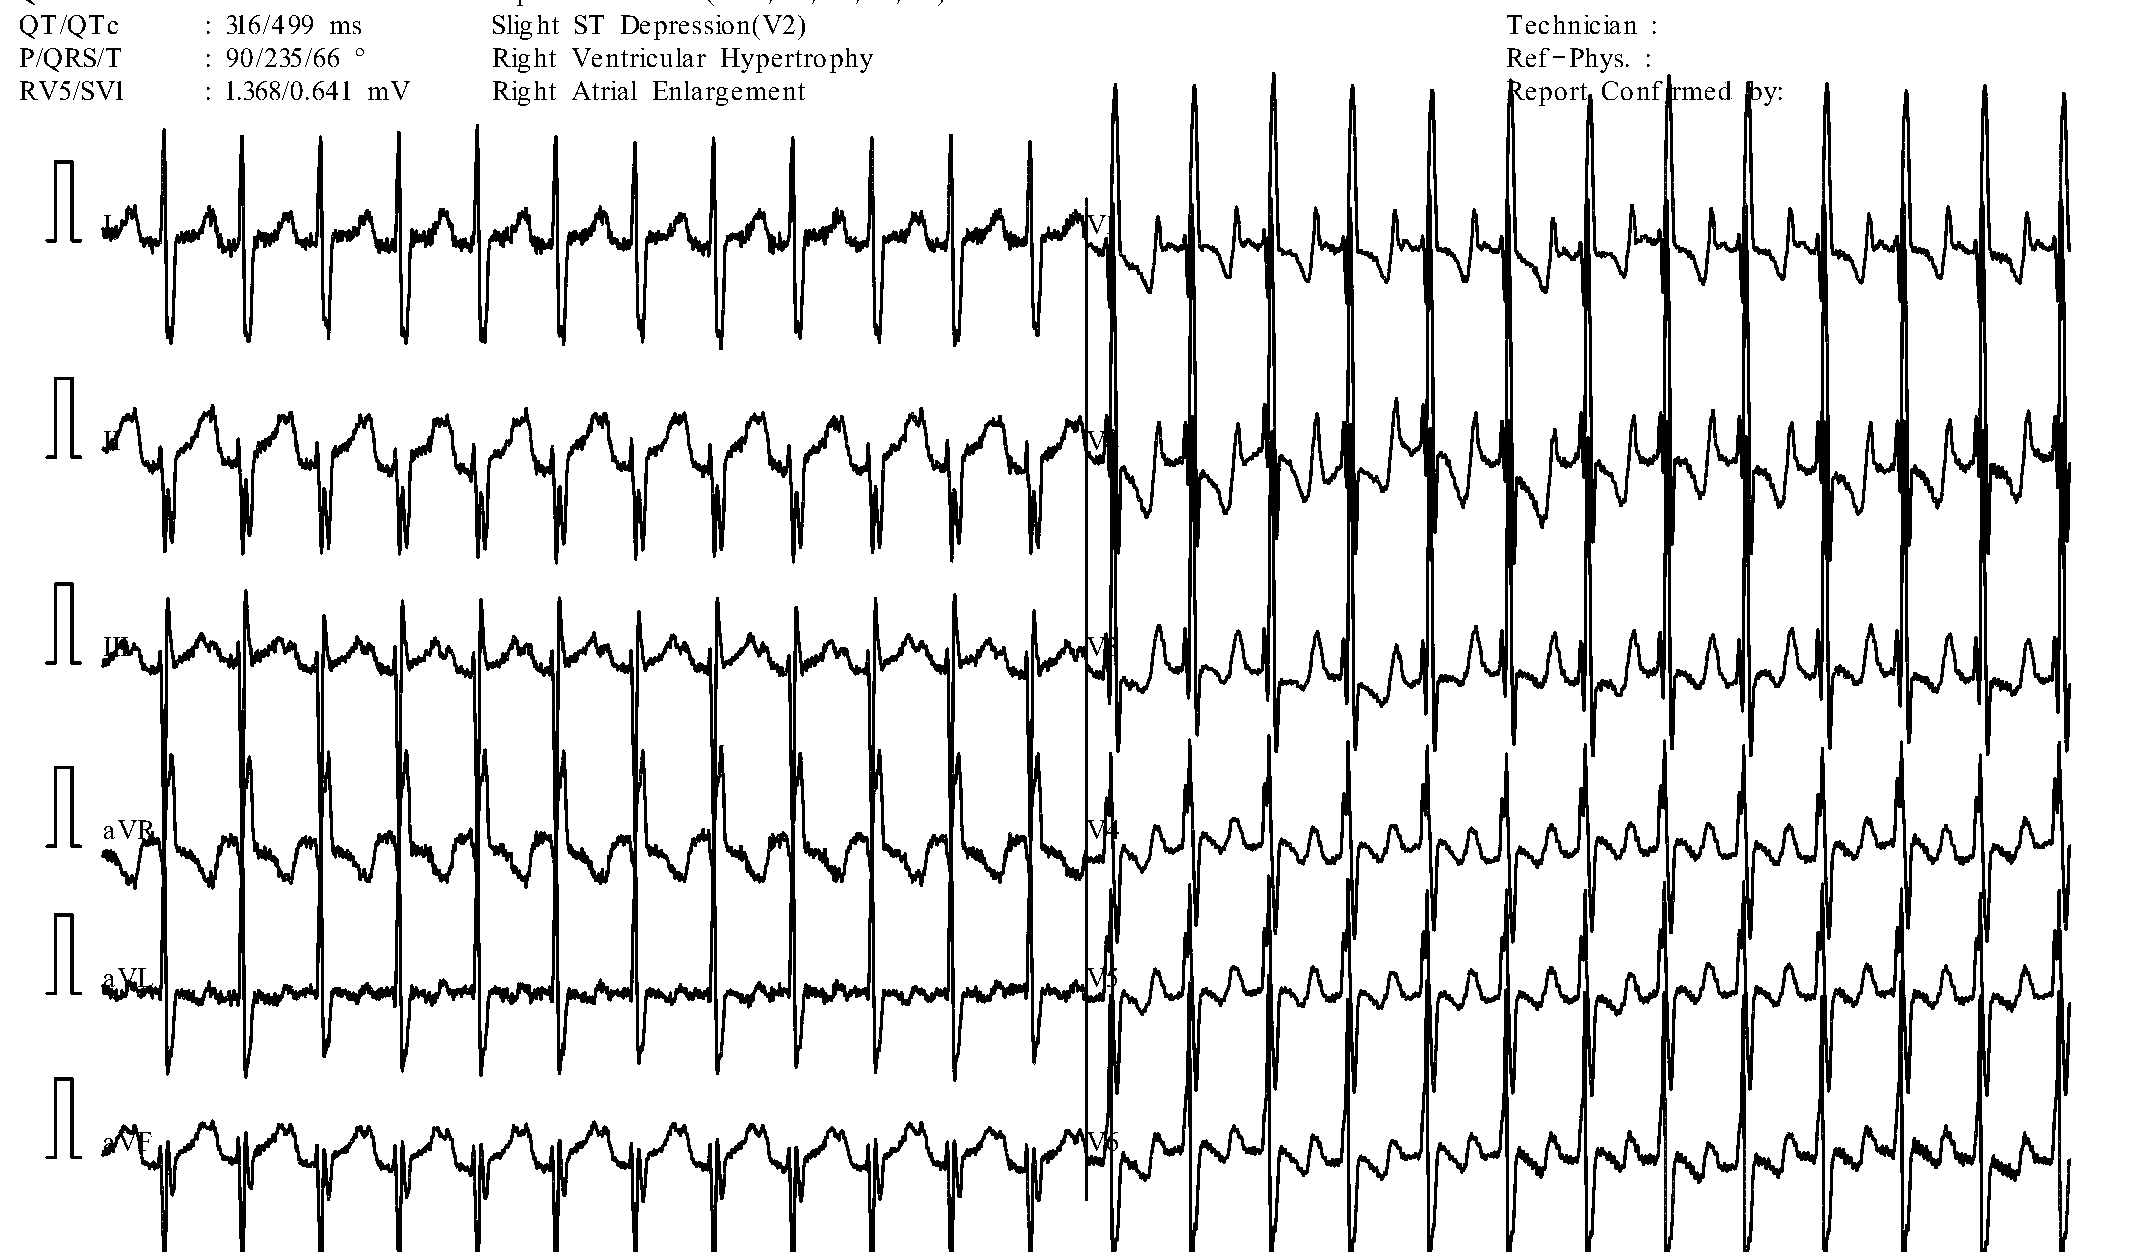 QT/QTc : 316/499 ms Slight ST Depression(V2) Technician :
P/QRS/T : 90/235/66 ° Right Ventricular Hypertrophy Ref-Phys. :
RV5/SV1 : 1.368/0.641 mV Right Atrial Enlargement Report Confirmed by:
I V1
II
III
aVR V4
aVL V5
aVF V6